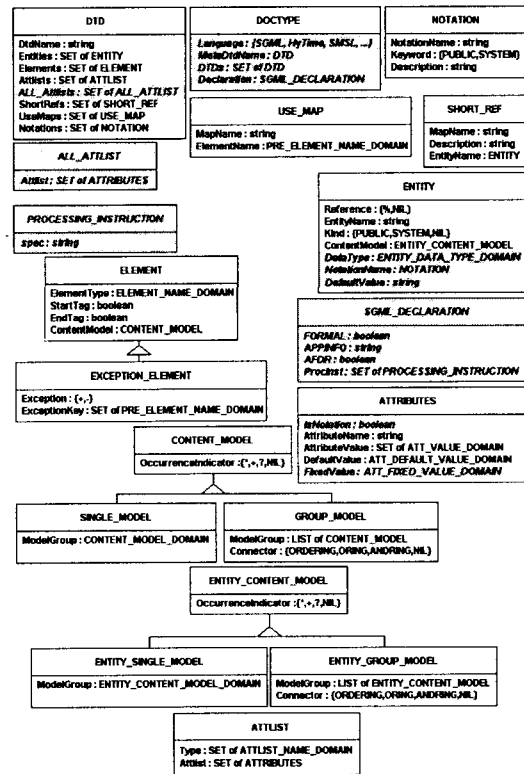 DTD
DtdName : string
Entities : SET of ENTITY
Elements : SET of ELEMENT
Attlists : SET of ATTLIST
ALL_Attlists : SET of ALL_ATTLIST
ShortRefs : SET of SHORT_REF
UseMaps : SET of USE_MAP
Notations : SET of NOTATION
DOCTYPE
Language : {SGML, HyTime, SMSL, ...}
MetaDtdName : DTD
DTDs : SET of DTD
Declaration : SGML_DECLARATION
NOTATION
NotationName : string
Keyword : {PUBLIC,SYSTEM}
Description : string
USE_MAP
MapName : string
ElementName : PRE_ELEMENT_NAME_DOMAIN
SHORT_REF
MapName : string
Description : string
EntityName : ENTITY
ALL_ATTLIST
Attlist : SET of ATTRIBUTES
ENTITY
Reference : {%,NIL}
EntityName : string
Kind : {PUBLIC,SYSTEM,NIL}
ContentModel : ENTITY_CONTENT_MODEL
DataType : ENTITY_DATA_TYPE_DOMAIN
NotationName : NOTATION
DefaultValue : string
PROCESSING_INSTRUCTION
spec : string
ELEMENT
ElementType : ELEMENT_NAME_DOMAIN
StartTag : boolean
EndTag : boolean
ContentModel : CONTENT_MODEL
SGML_DECLARATION
FORMAL : boolean
APPINFO : string
AFDR : boolean
ProcInst : SET of PROCESSING_INSTRUCTION
EXCEPTION_ELEMENT
Exception : {+,-}
ExceptionKey : SET of PRE_ELEMENT_NAME_DOMAIN
ATTRIBUTES
IsNotation : boolean
AttributeName : string
AttributeValue : SET of ATT_VALUE_DOMAIN
DefaultValue : ATT_DEFAULT_VALUE_DOMAIN
FixedValue : ATT_FIXED_VALUE_DOMAIN
CONTENT_MODEL
OccurrenceIndicator :{*,+,?,NIL}
SINGLE_MODEL
ModelGroup : CONTENT_MODEL_DOMAIN
GROUP_MODEL
ModelGroup : LIST of CONTENT_MODEL
Connector : {ORDERING,ORING,ANDRING,NIL}
ENTITY_CONTENT_MODEL
OccurrenceIndicator :{*,+,?,NIL}
ENTITY_SINGLE_MODEL
ModelGroup : ENTITY_CONTENT_MODEL_DOMAIN
ENTITY_GROUP_MODEL
ModelGroup : LIST of ENTITY_CONTENT_MODEL
Connector : {ORDERING,ORING,ANDRING,NIL}
ATTLIST
Type : SET of ATTLIST_NAME_DOMAIN
Attlist : SET of ATTRIBUTES